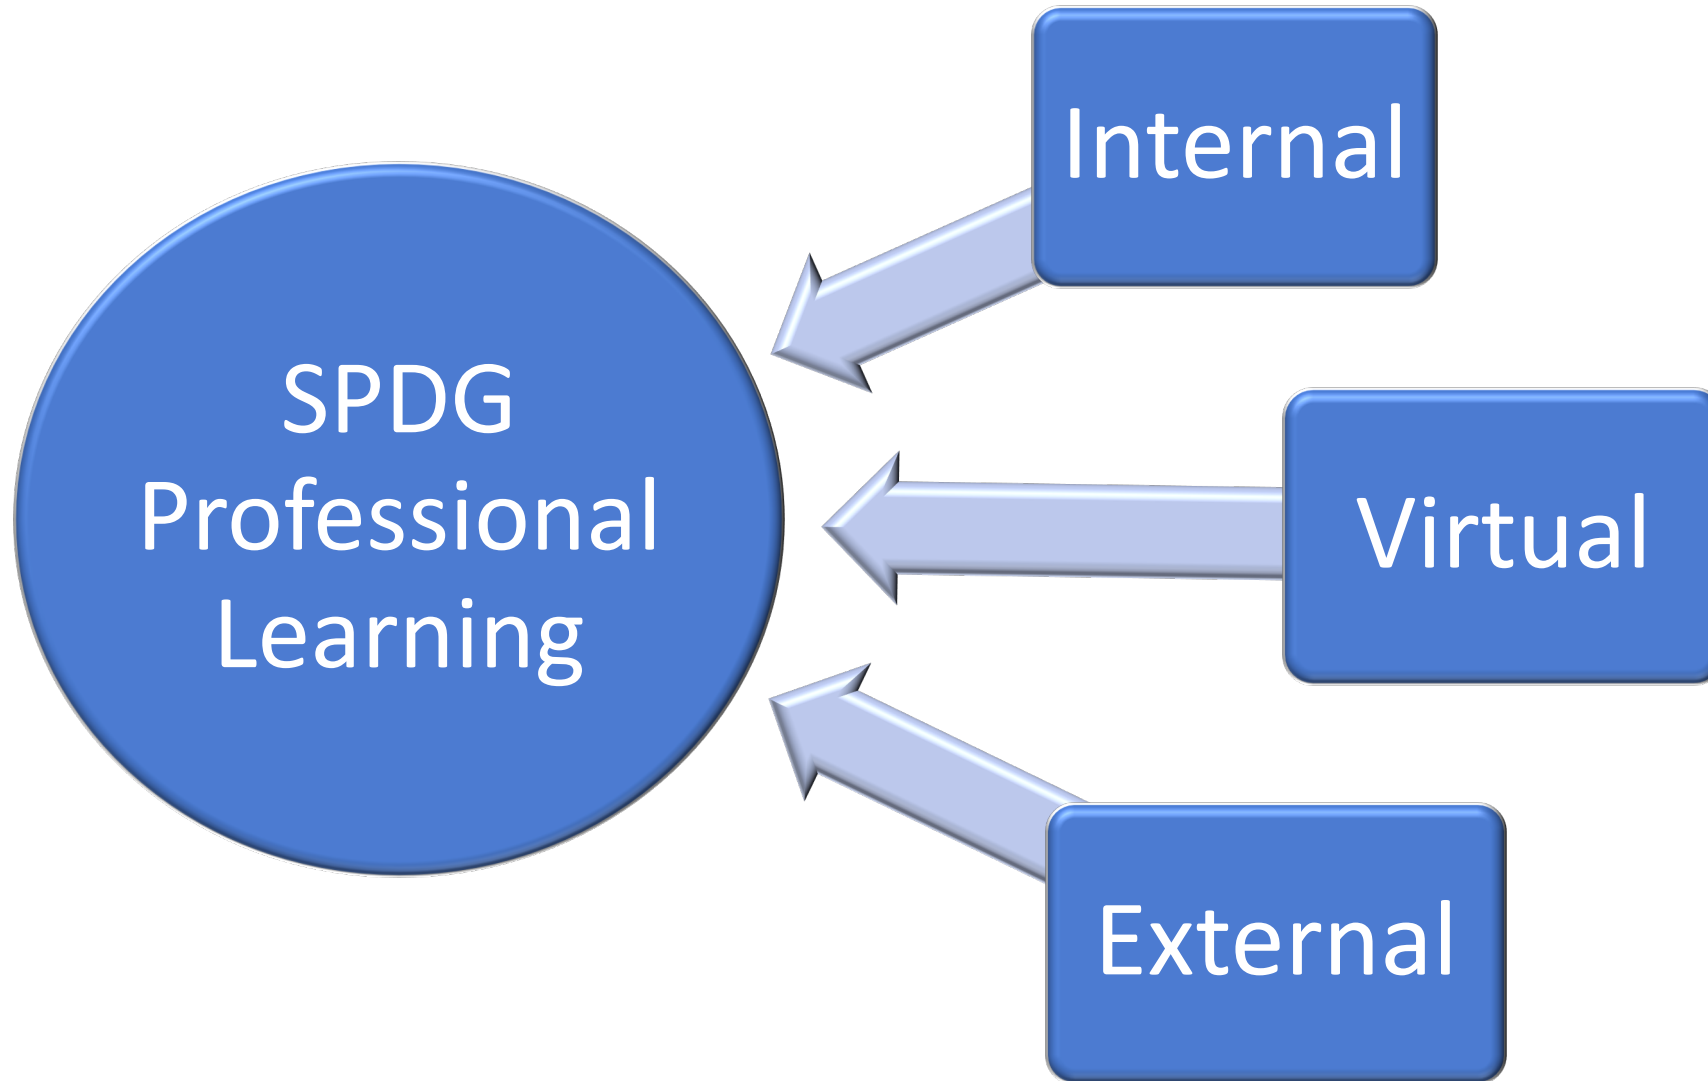 SPDG
Professional
Learning
Internal
Virtual
External